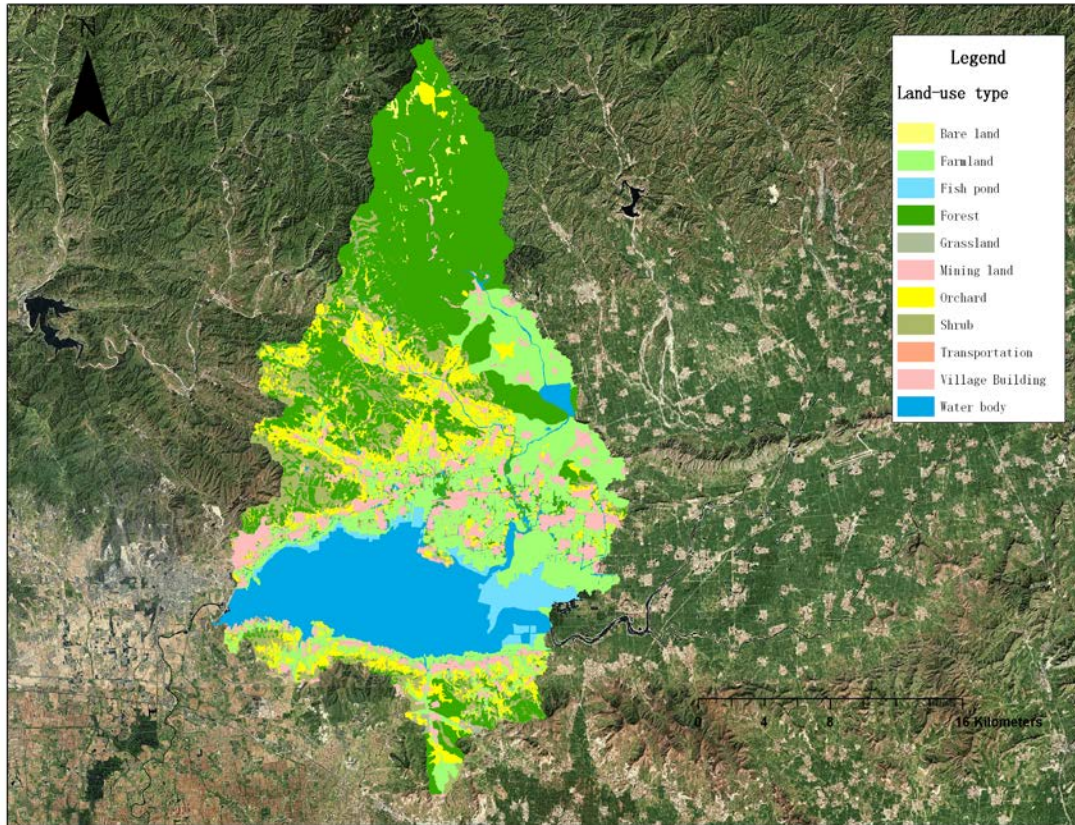 N
Legend
Land-use type
Bare land
Farmland
Fish pond
Forest
Grassland
Mining land
Orchard
Shrub
Transportation
Village Building
Water body
0 4 8 16 Kilometers